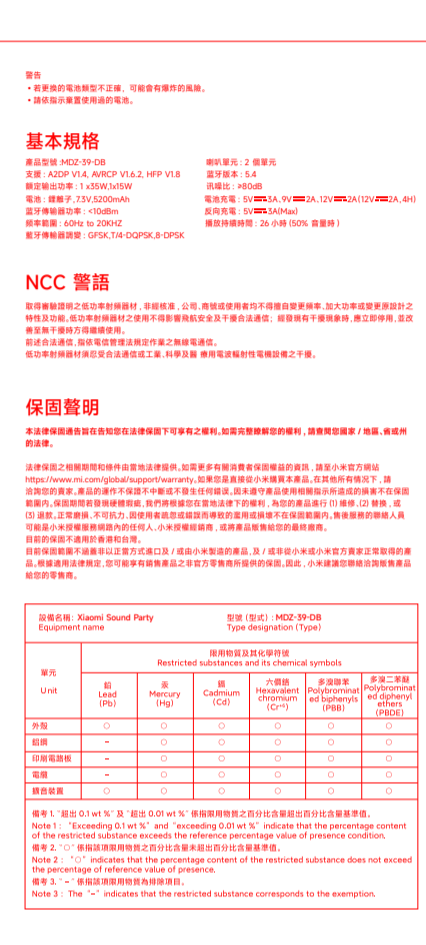 警告
• 若更換的電池類型不正確，可能會有爆炸的風險。
• 請依指示棄置使用過的電池。
基本規格
產品型號 :MDZ-39-DB
喇叭單元 : 2 個單元
支援 : A2DP V1.4, AVRCP V1.6.2, HFP V1.8
藍牙版本 : 5.4
額定輸出功率 : 1 x35W,1x15W
訊噪比 : ≥80dB
電池 : 鋰離子,7.3V,5200mAh
電池充電 : 5V⎓3A、9V⎓2A、12V⎓2A(12V⎓2A,4H)
藍牙傳輸器功率 : <10dBm
反向充電 : 5V⎓3A(Max)
頻率範圍 : 60Hz to 20KHZ
播放持續時間 : 26 小時 (50% 音量時 )
藍牙傳輸器調變 : GFSK,T/4-DQPSK,8-DPSK
NCC 警語
取得審驗證明之低功率射頻器材 , 非經核准 , 公司、商號或使用者均不得擅自變更頻率、加大功率或變更原設計之
特性及功能。低功率射頻器材之使用不得影響飛航安全及干擾合法通信；經發現有干擾現象時，應立即停用，並改
善至無干擾時方得繼續使用。
前述合法通信，指依電信管理法規定作業之無線電通信。
低功率射頻器材須忍受合法通信或工業、科學及醫 療用電波輻射性電機設備之干擾。
保固聲明
本法律保固通告旨在告知您在法律保固下可享有之權利。如需完整瞭解您的權利，請查閱您國家 / 地區、省或州
的法律。
法律保固之相關期間和條件由當地法律提供。如需更多有關消費者保固權益的資訊，請至小米官方網站
https://www.mi.com/global/support/warranty。如果您是直接從小米購買本產品。在其他所有情況下，請
洽詢您的賣家。產品的運作不保證不中斷或不發生任何錯誤。因未遵守產品使用相關指示所造成的損害不在保固
範圍內。保固期間若發現硬體瑕疵，我們將根據您在當地法律下的權利，為您的產品進行 (1) 維修、(2) 替換，或
(3) 退款。正常磨損、不可抗力、因使用者疏忽或錯誤而導致的濫用或損壞不在保固範圍內。售後服務的聯絡人員
可能是小米授權服務網路內的任何人、小米授權經銷商，或將產品販售給您的最終廠商。
目前的保固不適用於香港和台灣。
目前保固範圍不涵蓋非以正當方式進口及 / 或由小米製造的產品，及 / 或非從小米或小米官方賣家正常取得的產
品。根據適用法律規定，您可能享有銷售產品之非官方零售商所提供的保固。因此，小米建議您聯絡洽詢販售產品
給您的零售商。
設備名稱: Xiaomi Sound Party
型號 (型式) : MDZ-39-DB
Equipment name
Type designation (Type)
單元
Unit
限用物質及其化學符號
Restricted substances and its chemical symbols
鉛
Lead
(Pb)
汞
Mercury
(Hg)
鎘
Cadmium
(Cd)
六價鉻
Hexavalent
chromium
(Cr⁺⁶)
多溴聯苯
Polybrominat
ed biphenyls
(PBB)
多溴二苯醚
Polybrominat
ed diphenyl
ethers
(PBDE)
外殼 ○ ○ ○ ○ ○ ○
鋁網 – ○ ○ ○ ○ ○
印刷電路板 – ○ ○ ○ ○ ○
電纜 – ○ ○ ○ ○ ○
擴音裝置 ○ ○ ○ ○ ○ ○
備考 1. "超出 0.1 wt %" 及 "超出 0.01 wt %" 係指限用物質之百分比含量超出百分比含量基準值。
Note 1： "Exceeding 0.1 wt %" and "exceeding 0.01 wt %" indicate that the percentage content
of the restricted substance exceeds the reference percentage value of presence condition.
備考 2. "○" 係指該項限用物質之百分比含量未超出百分比含量基準值。
Note 2： "○" indicates that the percentage content of the restricted substance does not exceed
the percentage of reference value of presence.
備考 3. "–" 係指該項限用物質為排除項目。
Note 3： The "–" indicates that the restricted substance corresponds to the exemption.